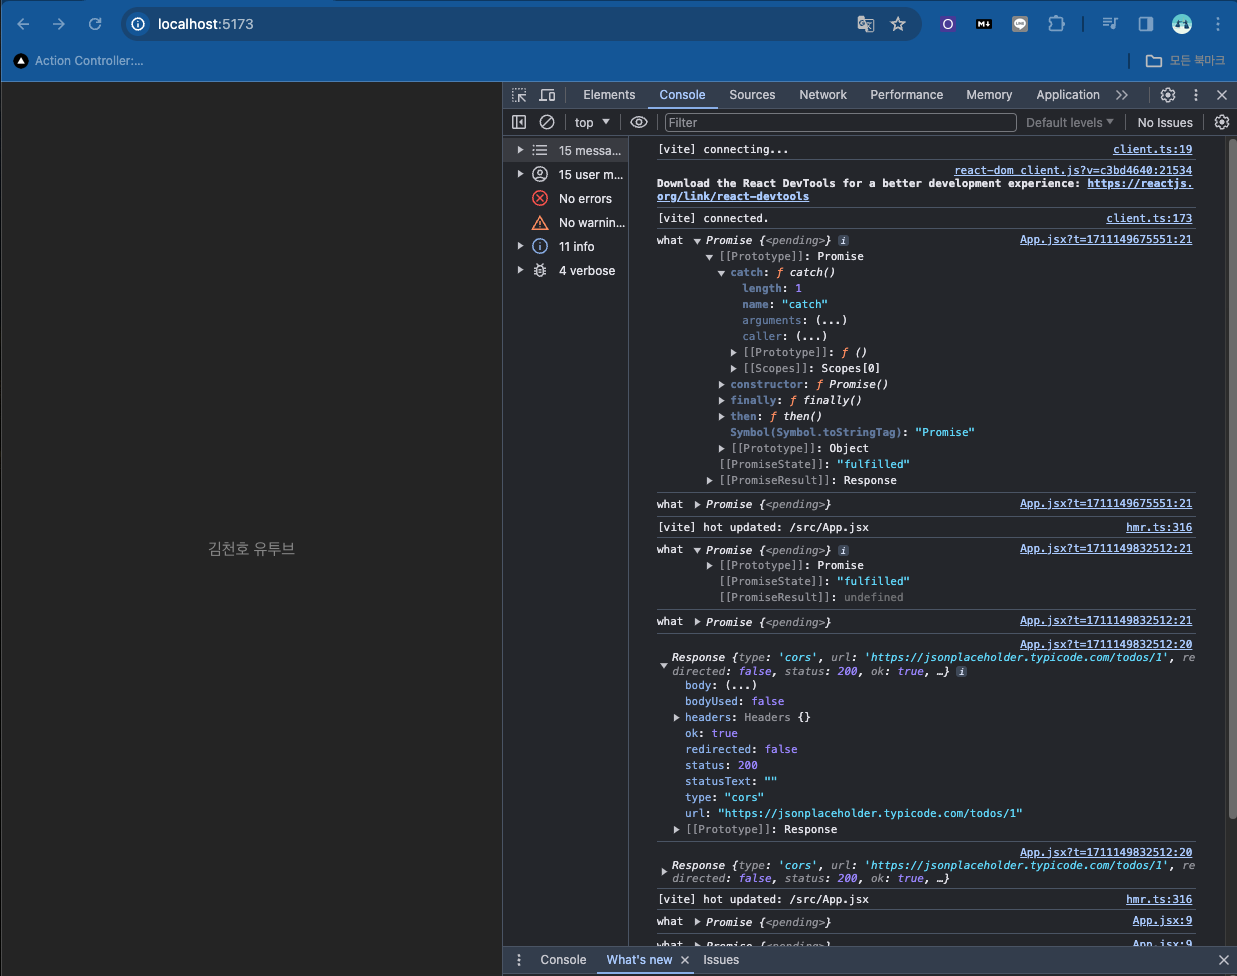 localhost:5173
Action Controller:...
모든 북마크
김천호 유투브
Elements Console Sources Network Performance Memory Application
top Filter Default levels No Issues
15 messa...
15 user m...
No errors
No warnin...
11 info
4 verbose
[vite] connecting... client.ts:19
react-dom_client.js?v=c3bd4640:21534
Download the React DevTools for a better development experience: https://reactjs.
org/link/react-devtools
[vite] connected. client.ts:173
what Promise {<pending>} i App.jsx?t=1711149675551:21
[[Prototype]]: Promise
catch: ƒ catch()
length: 1
name: "catch"
arguments: (...)
caller: (...)
[[Prototype]]: ƒ ()
[[Scopes]]: Scopes[0]
constructor: ƒ Promise()
finally: ƒ finally()
then: ƒ then()
Symbol(Symbol.toStringTag): "Promise"
[[Prototype]]: Object
[[PromiseState]]: "fulfilled"
[[PromiseResult]]: Response
what Promise {<pending>} App.jsx?t=1711149675551:21
[vite] hot updated: /src/App.jsx hmr.ts:316
what Promise {<pending>} i App.jsx?t=1711149832512:21
[[Prototype]]: Promise
[[PromiseState]]: "fulfilled"
[[PromiseResult]]: undefined
what Promise {<pending>} App.jsx?t=1711149832512:21
App.jsx?t=1711149832512:20
Response {type: 'cors', url: 'https://jsonplaceholder.typicode.com/todos/1', re
directed: false, status: 200, ok: true, …} i
body: (...)
bodyUsed: false
headers: Headers {}
ok: true
redirected: false
status: 200
statusText: ""
type: "cors"
url: "https://jsonplaceholder.typicode.com/todos/1"
[[Prototype]]: Response
App.jsx?t=1711149832512:20
Response {type: 'cors', url: 'https://jsonplaceholder.typicode.com/todos/1', re
directed: false, status: 200, ok: true, …}
[vite] hot updated: /src/App.jsx hmr.ts:316
what Promise {<pending>} App.jsx:9
what Promise {<pending>} App.jsx:9
Console What's new Issues